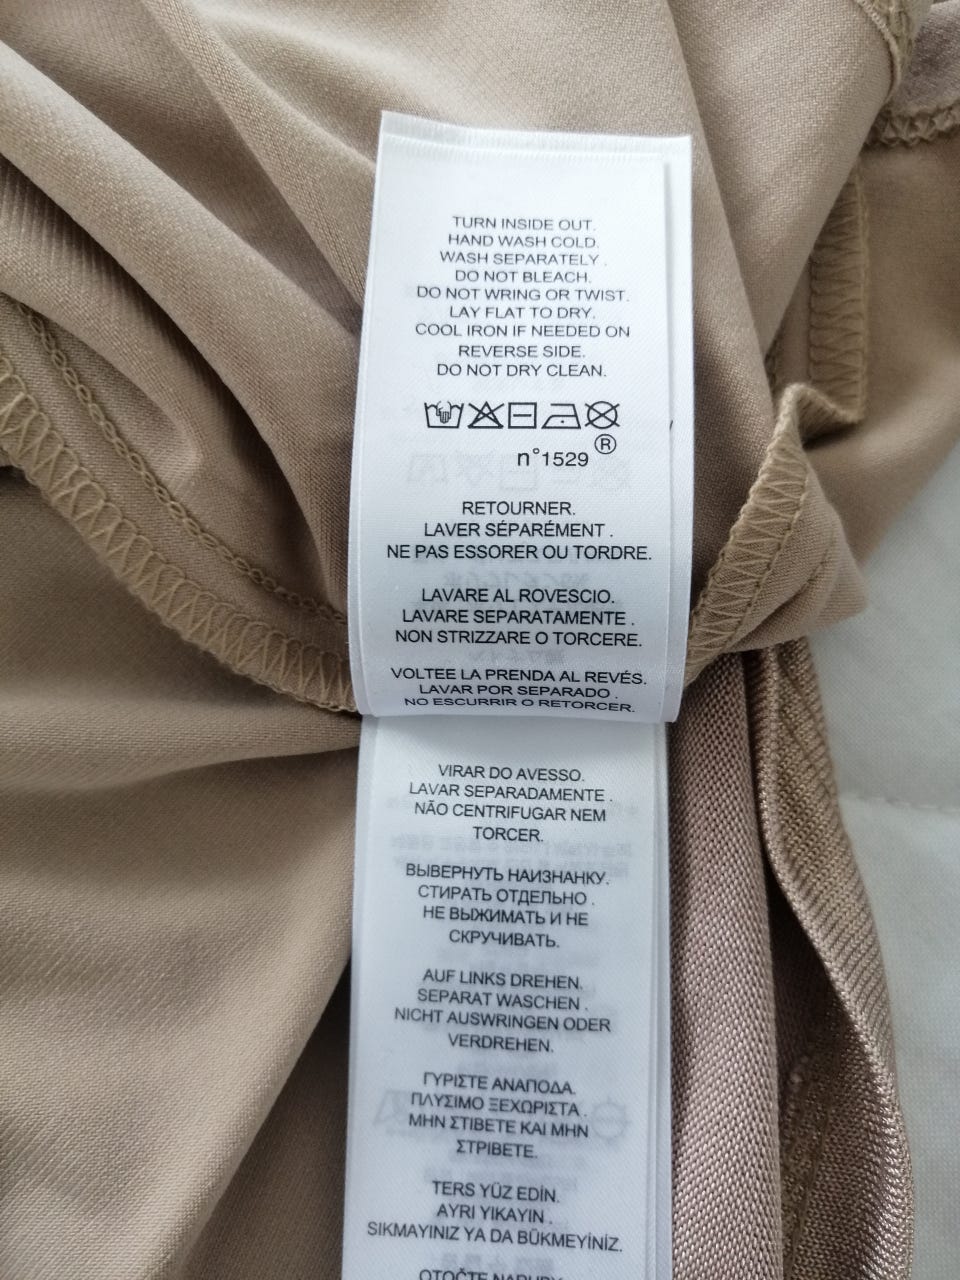 TURN INSIDE OUT.
HAND WASH COLD.
WASH SEPARATELY .
DO NOT BLEACH.
DO NOT WRING OR TWIST.
LAY FLAT TO DRY.
COOL IRON IF NEEDED ON
REVERSE SIDE.
DO NOT DRY CLEAN.
n°1529 ®
RETOURNER.
LAVER SÉPARÉMENT .
NE PAS ESSORER OU TORDRE.
LAVARE AL ROVESCIO.
LAVARE SEPARATAMENTE .
NON STRIZZARE O TORCERE.
VOLTEE LA PRENDA AL REVÉS.
LAVAR POR SEPARADO .
NO ESCURRIR O RETORCER.
VIRAR DO AVESSO.
LAVAR SEPARADAMENTE .
NÃO CENTRIFUGAR NEM
TORCER.
ВЫВЕРНУТЬ НАИЗНАНКУ.
СТИРАТЬ ОТДЕЛЬНО .
НЕ ВЫЖИМАТЬ И НЕ
СКРУЧИВАТЬ.
AUF LINKS DREHEN.
SEPARAT WASCHEN .
NICHT AUSWRINGEN ODER
VERDREHEN.
ΓΥΡΙΣΤΕ ΑΝΑΠΟΔΑ.
ΠΛΥΣΙΜΟ ΞΕΧΩΡΙΣΤΑ .
ΜΗΝ ΣΤΙΒΕΤΕ ΚΑΙ ΜΗΝ
ΣΤΡΙΒΕΤΕ.
TERS YÜZ EDİN.
AYRI YIKAYIN .
SIKMAYINIZ YA DA BÜKMEYİNİZ.
OTOČTE NARUBY